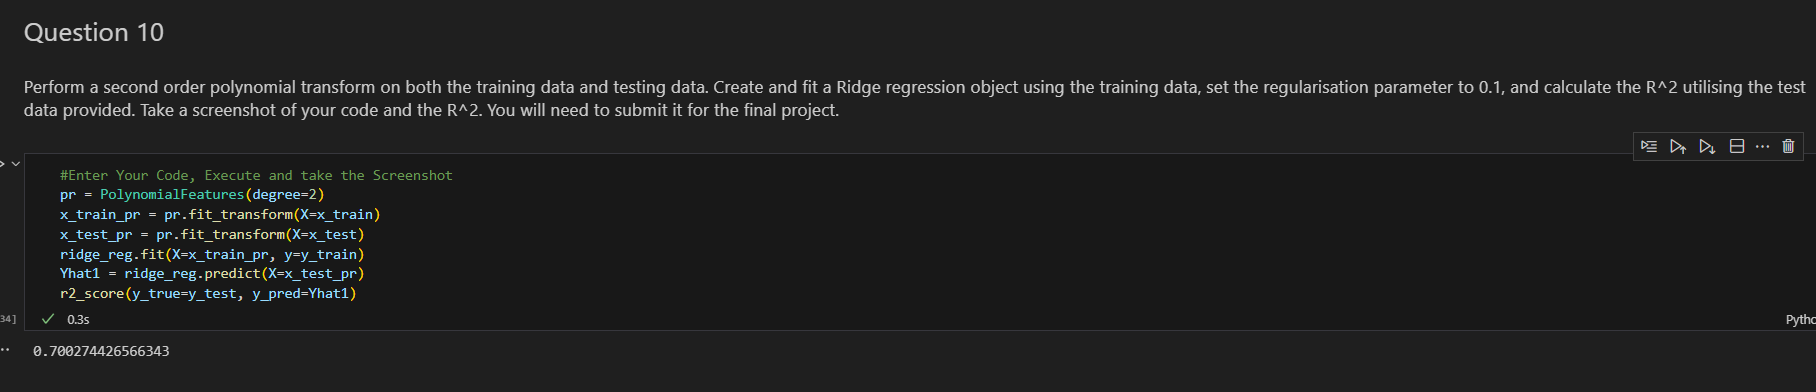 Question 10
Perform a second order polynomial transform on both the training data and testing data. Create and fit a Ridge regression object using the training data, set the regularisation parameter to 0.1, and calculate the R^2 utilising the test
data provided. Take a screenshot of your code and the R^2. You will need to submit it for the final project.
#Enter Your Code, Execute and take the Screenshot
pr = PolynomialFeatures(degree=2)
x_train_pr = pr.fit_transform(X=x_train)
x_test_pr = pr.fit_transform(X=x_test)
ridge_reg.fit(X=x_train_pr, y=y_train)
Yhat1 = ridge_reg.predict(X=x_test_pr)
r2_score(y_true=y_test, y_pred=Yhat1)
34] 0.3s Pytho
0.700274426566343